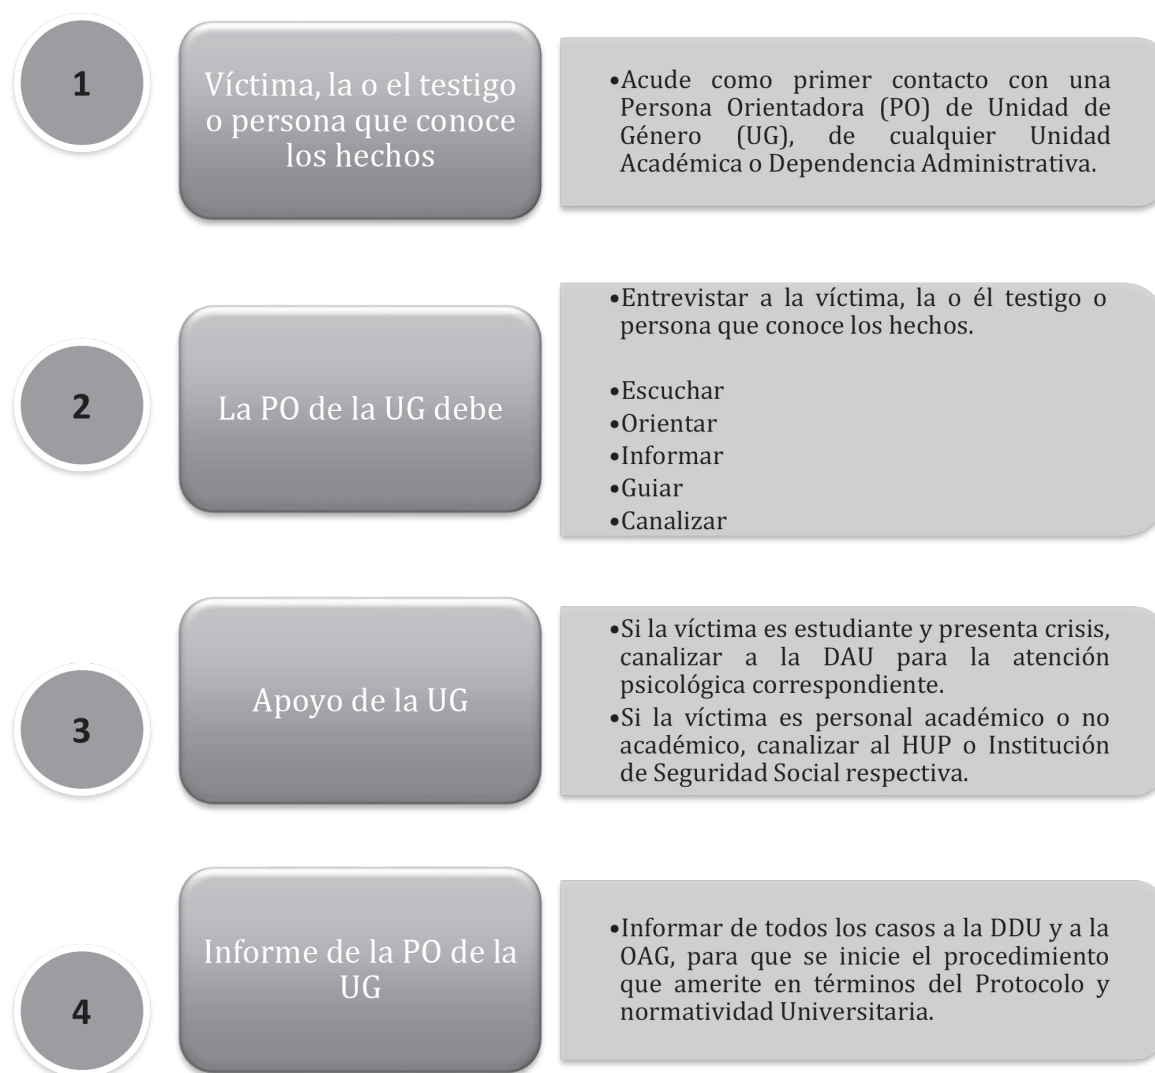 1
Víctima, la o el testigo
o persona que conoce
los hechos
•Acude como primer contacto con una
Persona Orientadora (PO) de Unidad de
Género (UG), de cualquier Unidad
Académica o Dependencia Administrativa.
2
La PO de la UG debe
•Entrevistar a la víctima, la o él testigo o
persona que conoce los hechos.
•Escuchar
•Orientar
•Informar
•Guiar
•Canalizar
3
Apoyo de la UG
•Si la víctima es estudiante y presenta crisis,
canalizar a la DAU para la atención
psicológica correspondiente.
•Si la víctima es personal académico o no
académico, canalizar al HUP o Institución
de Seguridad Social respectiva.
4
Informe de la PO de la
UG
•Informar de todos los casos a la DDU y a la
OAG, para que se inicie el procedimiento
que amerite en términos del Protocolo y
normatividad Universitaria.